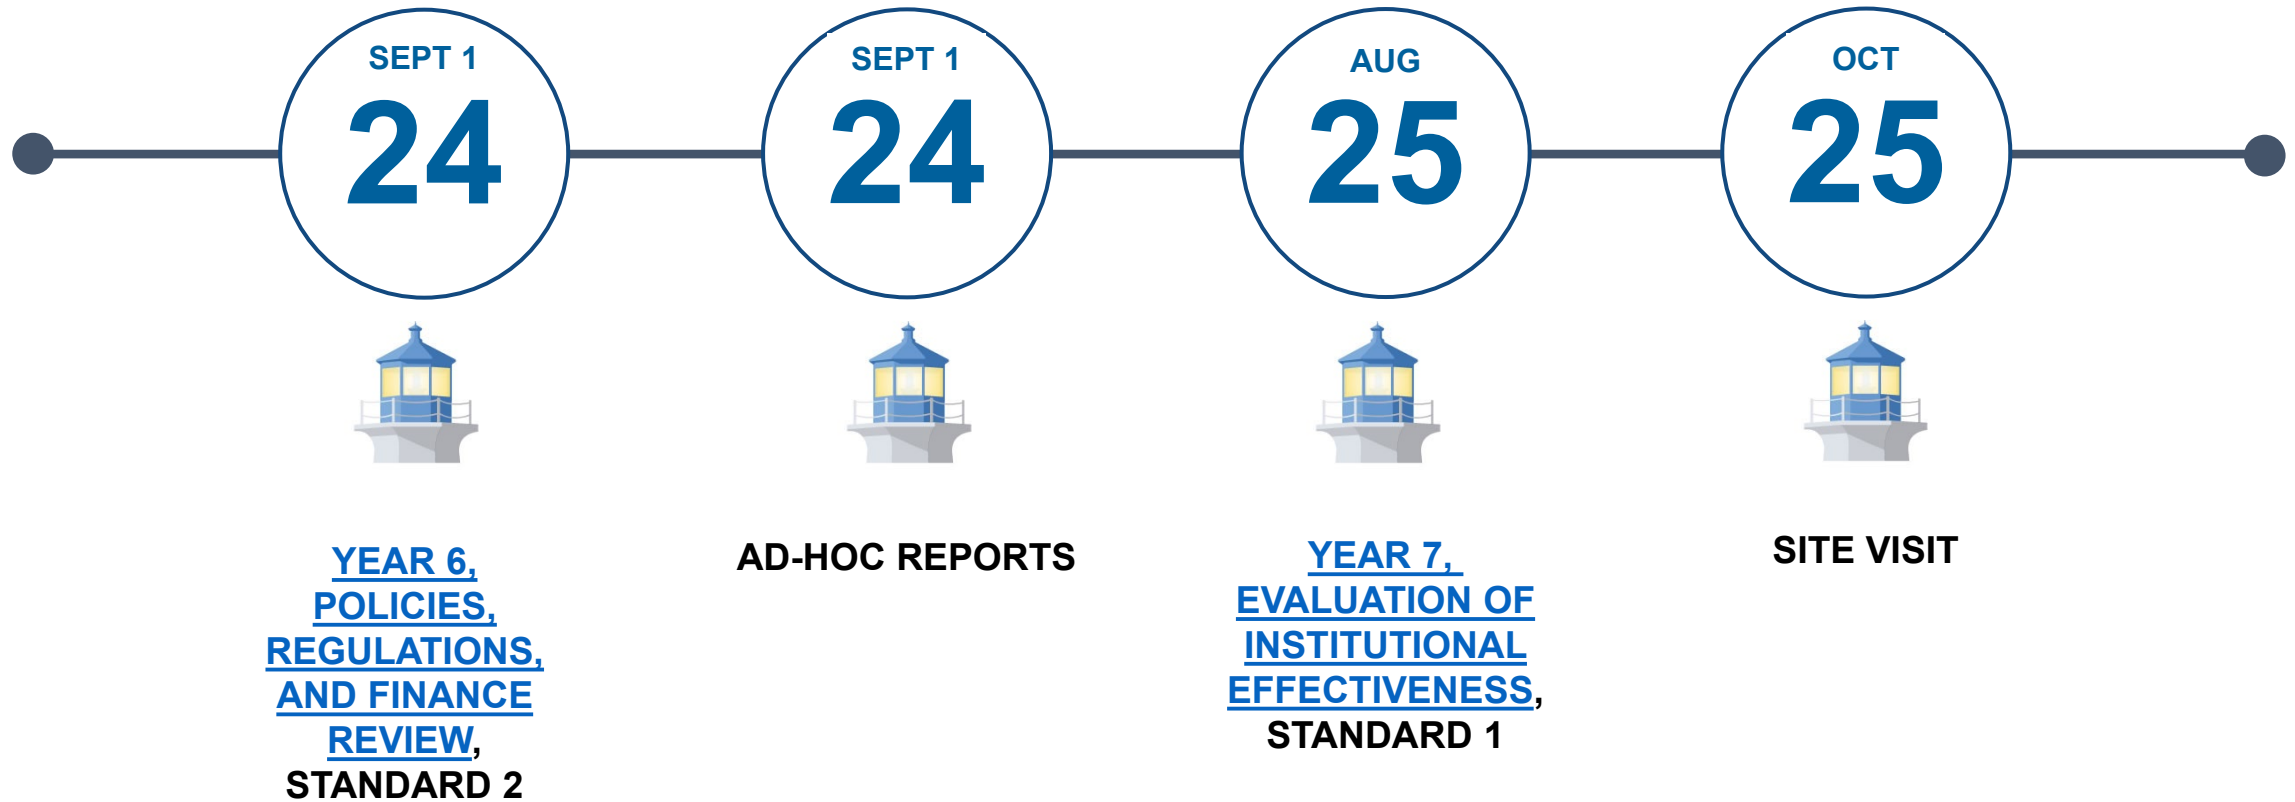 SEPT 1
24
SEPT 1
24
AUG
25
OCT
25
YEAR 6,
POLICIES,
REGULATIONS,
AND FINANCE
REVIEW,
STANDARD 2
AD-HOC REPORTS
YEAR 7,
EVALUATION OF
INSTITUTIONAL
EFFECTIVENESS,
STANDARD 1
SITE VISIT